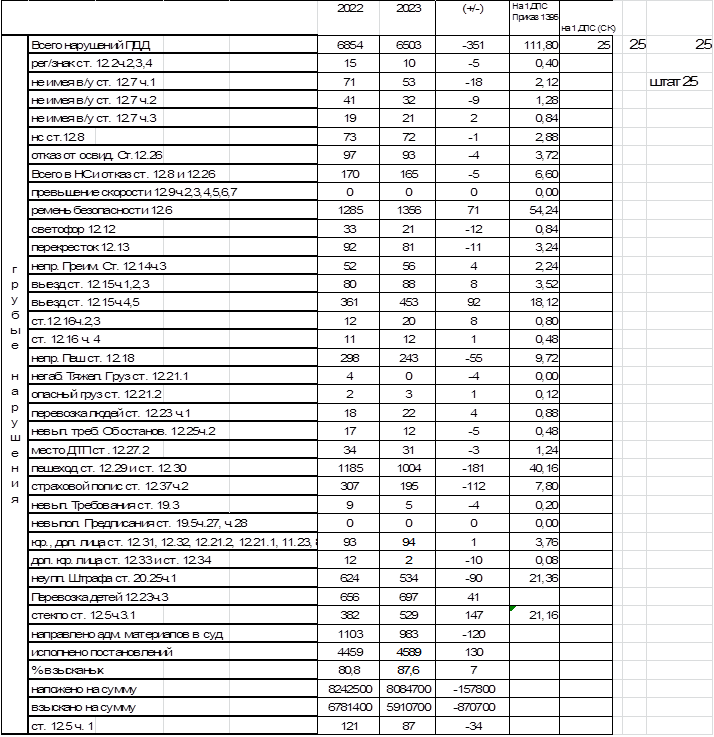 2022 2023 (+/-) На 1 ДПС Приказ 1395 на 1 ДПС (СК)
Всего нарушений ПДД 6854 6503 -351 111,80 25 25 25
рег/знак ст. 12.2ч.2,3,4 15 10 -5 0,40
не имея в/у ст. 12.7 ч.1 71 53 -18 2,12 штат 25
не имея в/у ст. 12.7 ч.2 41 32 -9 1,28
не имея в/у ст. 12.7 ч.3 19 21 2 0,84
нс ст.12.8 73 72 -1 2,88
отказ от освид. Ст.12.26 97 93 -4 3,72
Всего в НС и отказ ст. 12.8 и 12.26 170 165 -5 6,60
превышение скорости 12.9ч.2,3,4,5,6,7 0 0 0 0,00
ремень безопасности 12.6 1285 1356 71 54,24
светофор 12.12 33 21 -12 0,84
перекресток 12.13 92 81 -11 3,24
непр. Преим. Ст. 12.14ч.3 52 56 4 2,24
выезд ст. 12.15ч.1,2,3 80 88 8 3,52
выезд ст. 12.15ч.4,5 361 453 92 18,12
ст.12.16ч.2,3 12 20 8 0,80
ст. 12.16 ч. 4 11 12 1 0,48
непр. Пеш ст. 12.18 298 243 -55 9,72
негаб. Тяжел. Груз ст. 12.21.1 4 0 -4 0,00
опасный груз ст. 12.21.2 2 3 1 0,12
перевозка людей ст. 12.23 ч.1 18 22 4 0,88
невып. треб. Об останов. 12.25ч.2 17 12 -5 0,48
место ДТП ст. 12.27.2 34 31 -3 1,24
пешеход ст. 12.29 и ст. 12.30 1185 1004 -181 40,16
страховой полис ст. 12.37ч.2 307 195 -112 7,80
невып. Требования ст. 19.3 9 5 -4 0,20
невыпол. Предписания ст. 19.5ч.27, ч.28 0 0 0 0,00
юр., дол. лица ст. 12.31, 12.32, 12.21.2, 12.21.1, 11.23, 93 94 1 3,76
дол. юр. лица ст. 12.33 и ст. 12.34 12 2 -10 0,08
неупл. Штрафа ст. 20.25ч.1 624 534 -90 21,36
Перевозка детей 12.23ч.3 656 697 41
стекло ст. 12.5ч.3.1 382 529 147 21,16
направлено адм. материалов в суд 1103 983 -120
исполнено постановлений 4459 4589 130
% взысканых 80,8 87,6 7
наложено на сумму 8242500 8084700 -157800
взыскано на сумму 6781400 5910700 -870700
ст. 12.5 ч. 1 121 87 -34
грубые нарушения